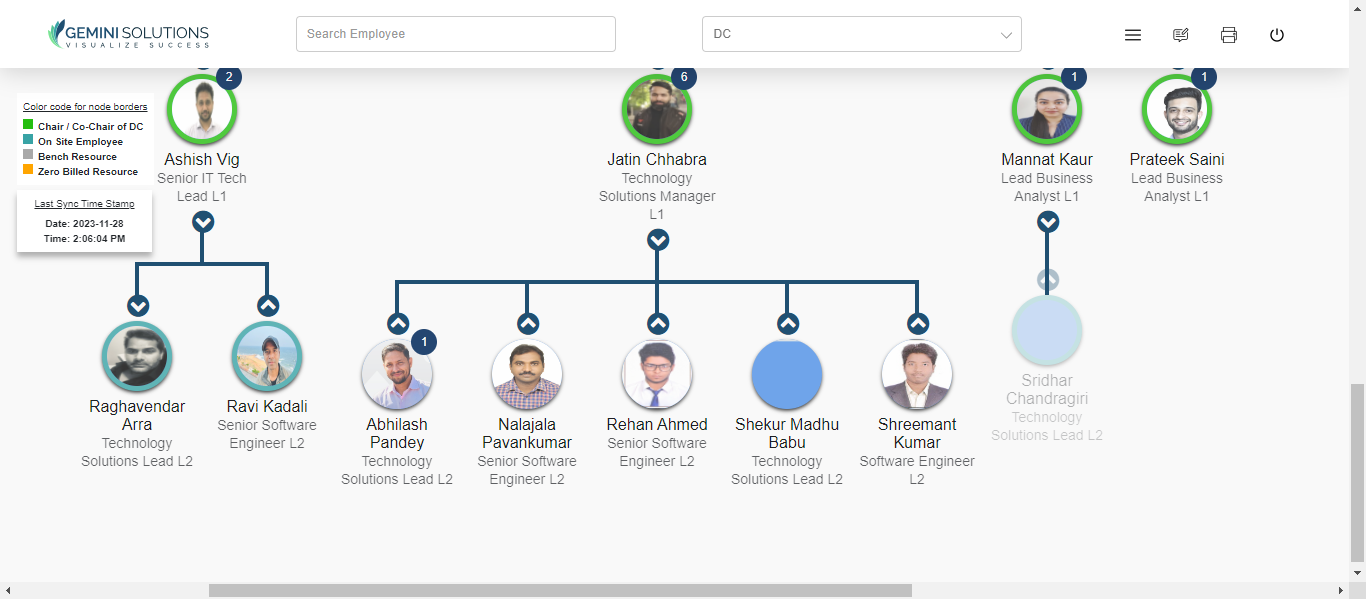 GEMINI SOLUTIONS
VISUALIZE SUCCESS
Search Employee
DC
Color code for node borders
Chair / Co-Chair of DC
On Site Employee
Bench Resource
Zero Billed Resource
Last Sync Time Stamp
Date: 2023-11-28
Time: 2:06:04 PM
2
Ashish Vig
Senior IT Tech
Lead L1
6
Jatin Chhabra
Technology
Solutions Manager
L1
1
Mannat Kaur
Lead Business
Analyst L1
1
Prateek Saini
Lead Business
Analyst L1
Raghavendar
Arra
Technology
Solutions Lead L2
Ravi Kadali
Senior Software
Engineer L2
1
Abhilash
Pandey
Technology
Solutions Lead L2
Nalajala
Pavankumar
Senior Software
Engineer L2
Rehan Ahmed
Senior Software
Engineer L2
Shekur Madhu
Babu
Technology
Solutions Lead L2
Shreemant
Kumar
Software Engineer
L2
Sridhar
Chandragiri
Technology
Solutions Lead L2